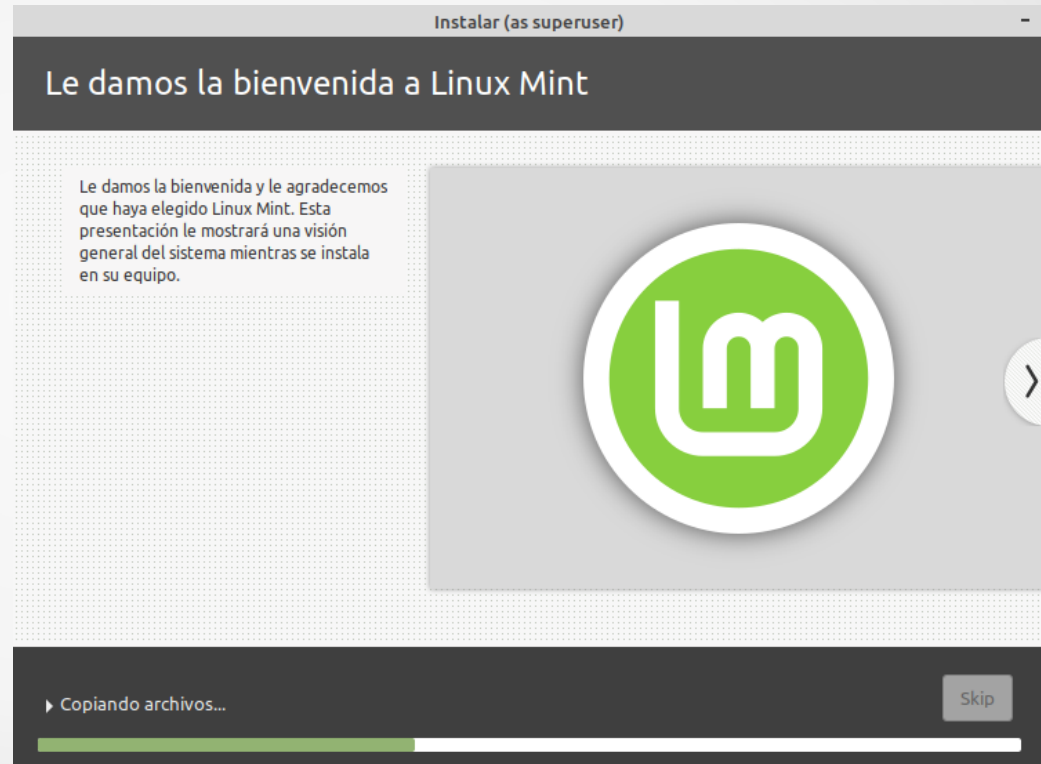 Instalar (as superuser)
Le damos la bienvenida a Linux Mint
Le damos la bienvenida y le agradecemos
que haya elegido Linux Mint. Esta
presentación le mostrará una visión
general del sistema mientras se instala
en su equipo.
Copiando archivos...
Skip